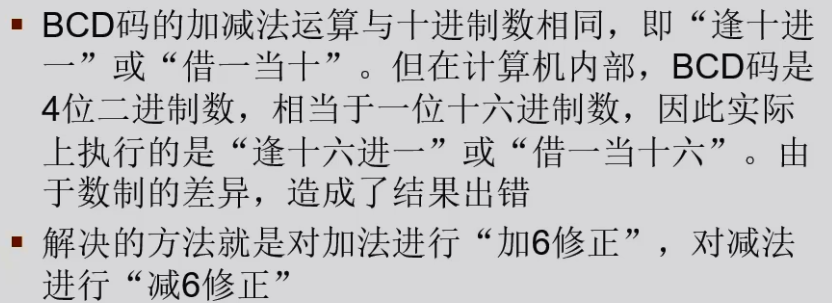 ▪ BCD码的加减法运算与十进制数相同，即“逢十进
一”或“借一当十”。但在计算机内部，BCD码是
4位二进制数，相当于一位十六进制数，因此实际
上执行的是“逢十六进一”或“借一当十六”。由
于数制的差异，造成了结果出错
▪ 解决的方法就是对加法进行“加6修正”，对减法
进行“减6修正”